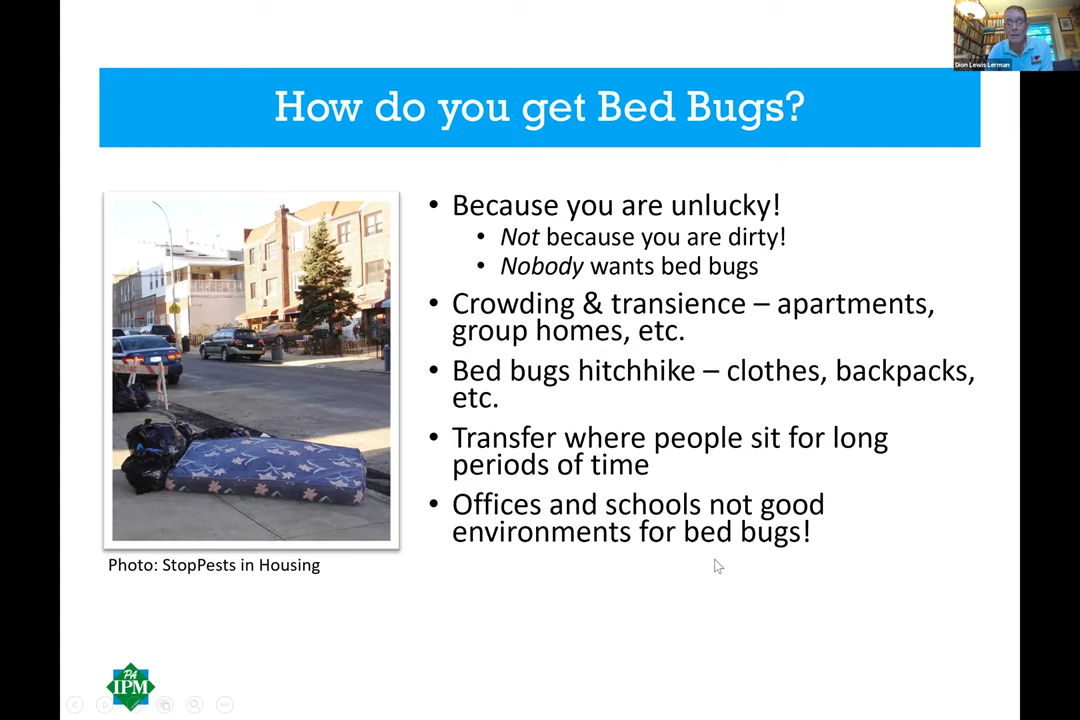 Dion Lewis Lerman
How do you get Bed Bugs?
• Because you are unlucky!
• Not because you are dirty!
• Nobody wants bed bugs
• Crowding & transience – apartments,
group homes, etc.
• Bed bugs hitchhike – clothes, backpacks,
etc.
• Transfer where people sit for long
periods of time
• Offices and schools not good
environments for bed bugs!
Photo: StopPests in Housing
PA
IPM